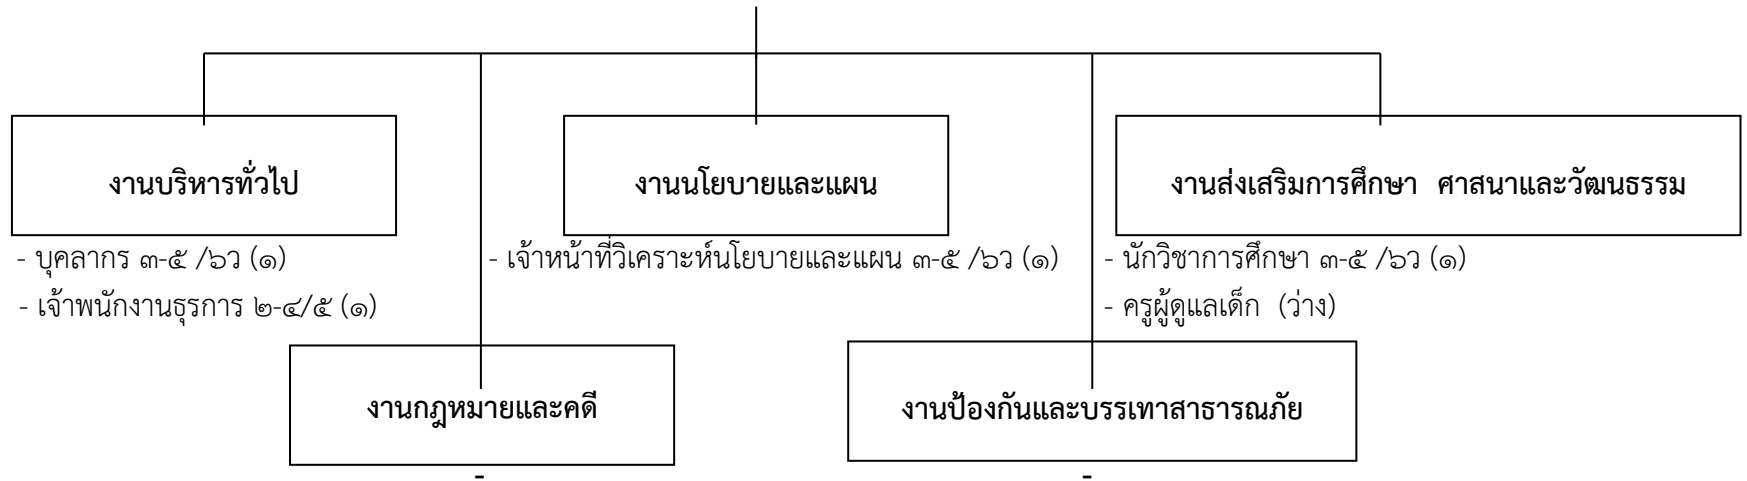 งานบริหารทั่วไป
- บุคลากร ๓-๕ /๖ว (๑)
- เจ้าพนักงานธุรการ ๒-๔/๕ (๑)
งานนโยบายและแผน
- เจ้าหน้าที่วิเคราะห์นโยบายและแผน ๓-๕ /๖ว (๑)
งานส่งเสริมการศึกษา ศาสนาและวัฒนธรรม
- นักวิชาการศึกษา ๓-๕ /๖ว (๑)
- ครูผู้ดูแลเด็ก (ว่าง)
งานกฎหมายและคดี
-
งานป้องกันและบรรเทาสาธารณภัย
-